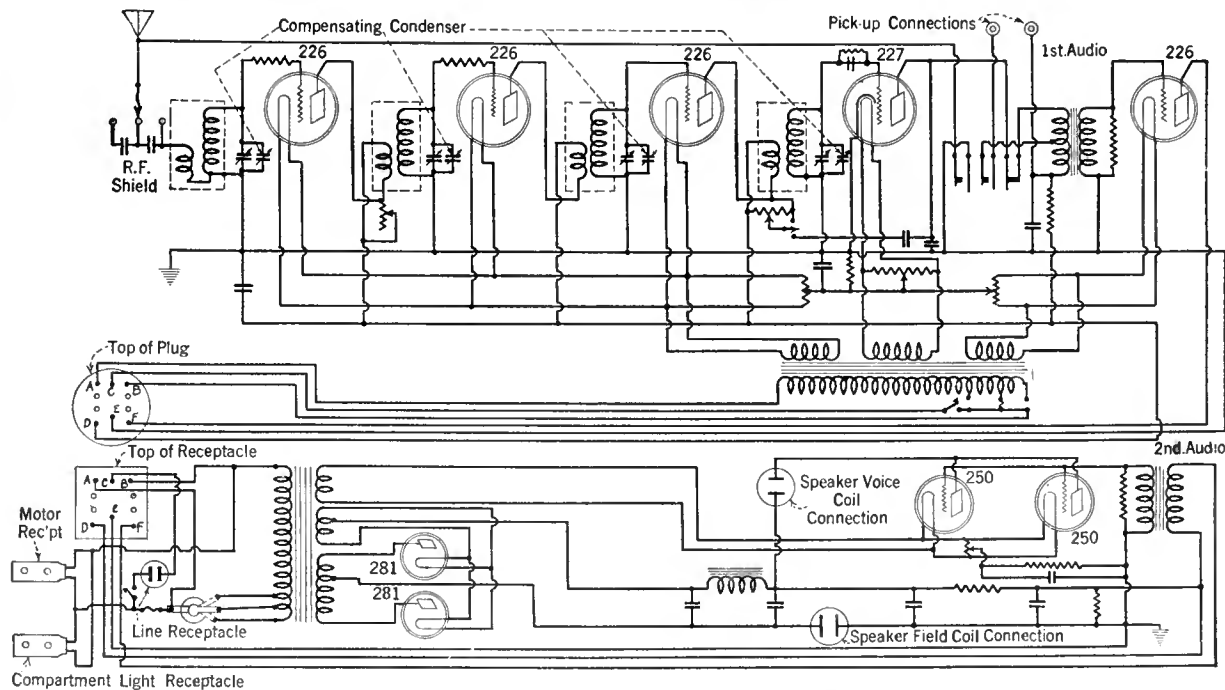 Compensating Condenser
Pick-up Connections
1st.Audio
226
226
226
227
226
R.F.
Shield
Top of Plug
A
C
B
D
E
F
2nd.Audio
Top of Receptacle
A
C
B
E
D
F
Motor
Rec'pt
Line Receptacle
281
281
Speaker Voice
Coil
Connection
250
250
Speaker Field Coil Connection
Compartment Light Receptacle